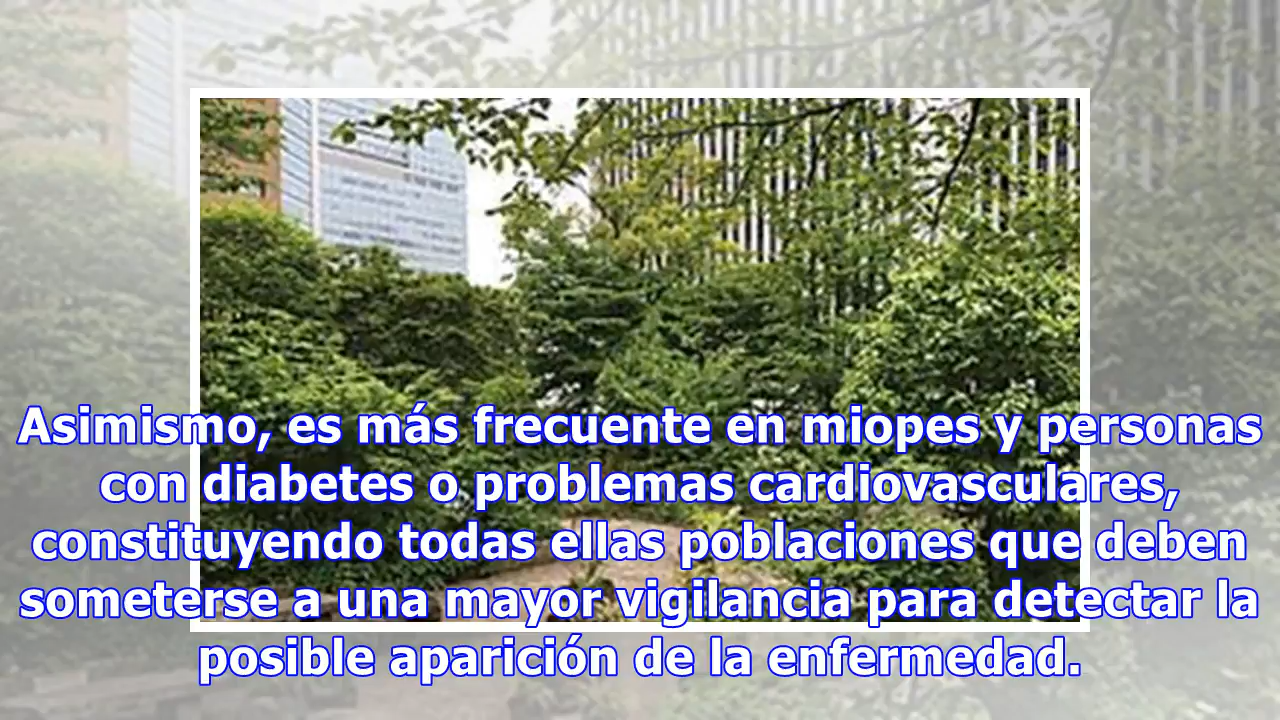 Asimismo, es más frecuente en miopes y personas
con diabetes o problemas cardiovasculares,
constituyendo todas ellas poblaciones que deben
someterse a una mayor vigilancia para detectar la
posible aparición de la enfermedad.